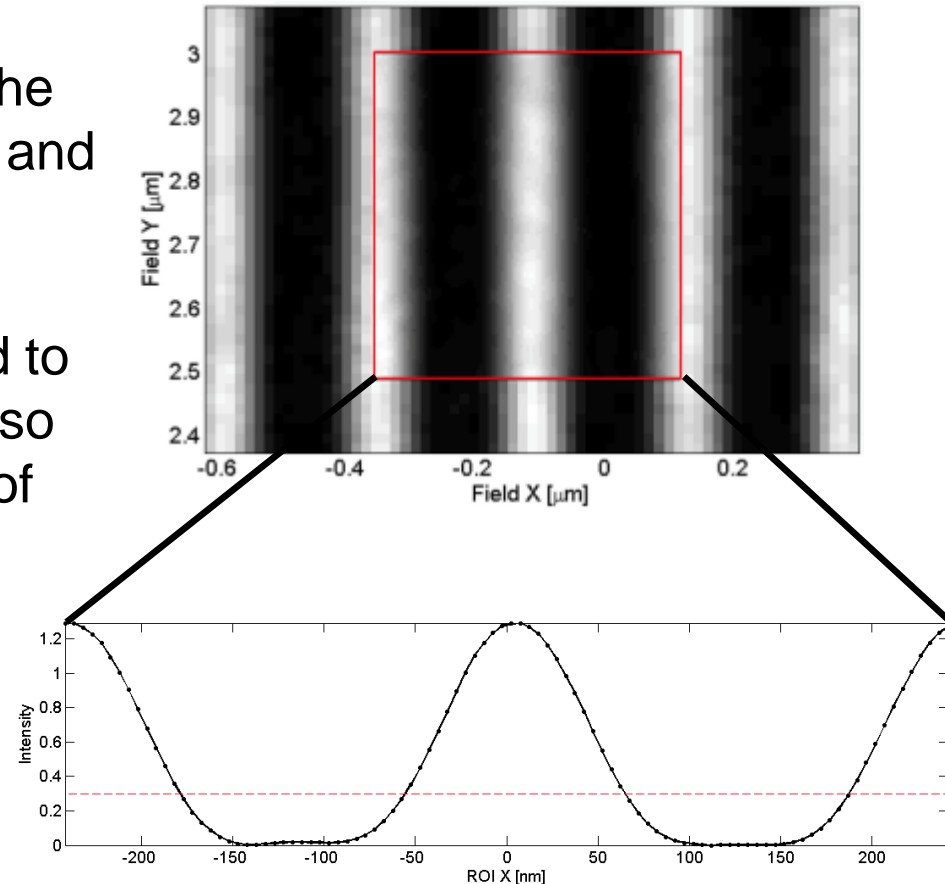 he
and
d to
so
of
3
2.9
2.8
2.7
2.6
2.5
2.4
Field Y [μm]
-0.6 -0.4 -0.2 0 0.2
Field X [μm]
1.2
1
0.8
0.6
0.4
0.2
0
Intensity
-200 -150 -100 -50 0 50 100 150 200
ROI X [nm]